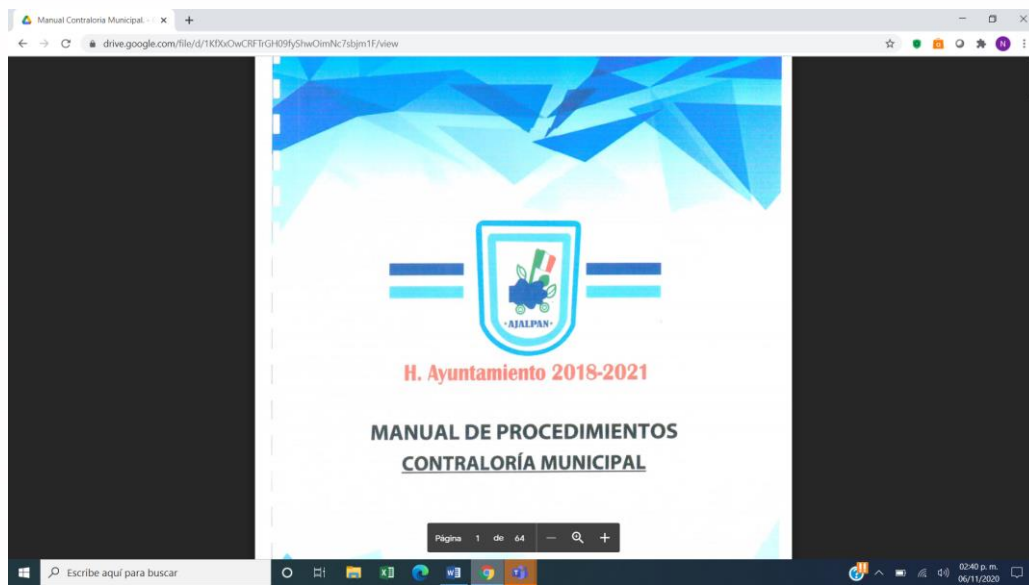 Manual Contraloria Municipal. -
drive.google.com/file/d/1KfXxOwCRFTrGH09fyShwOimNc7sbjm1F/view
N
·AJALPAN·
H. Ayuntamiento 2018-2021
MANUAL DE PROCEDIMIENTOS
CONTRALORÍA MUNICIPAL
Página 1 de 64
Escribe aquí para buscar
02:40 p. m.
06/11/2020